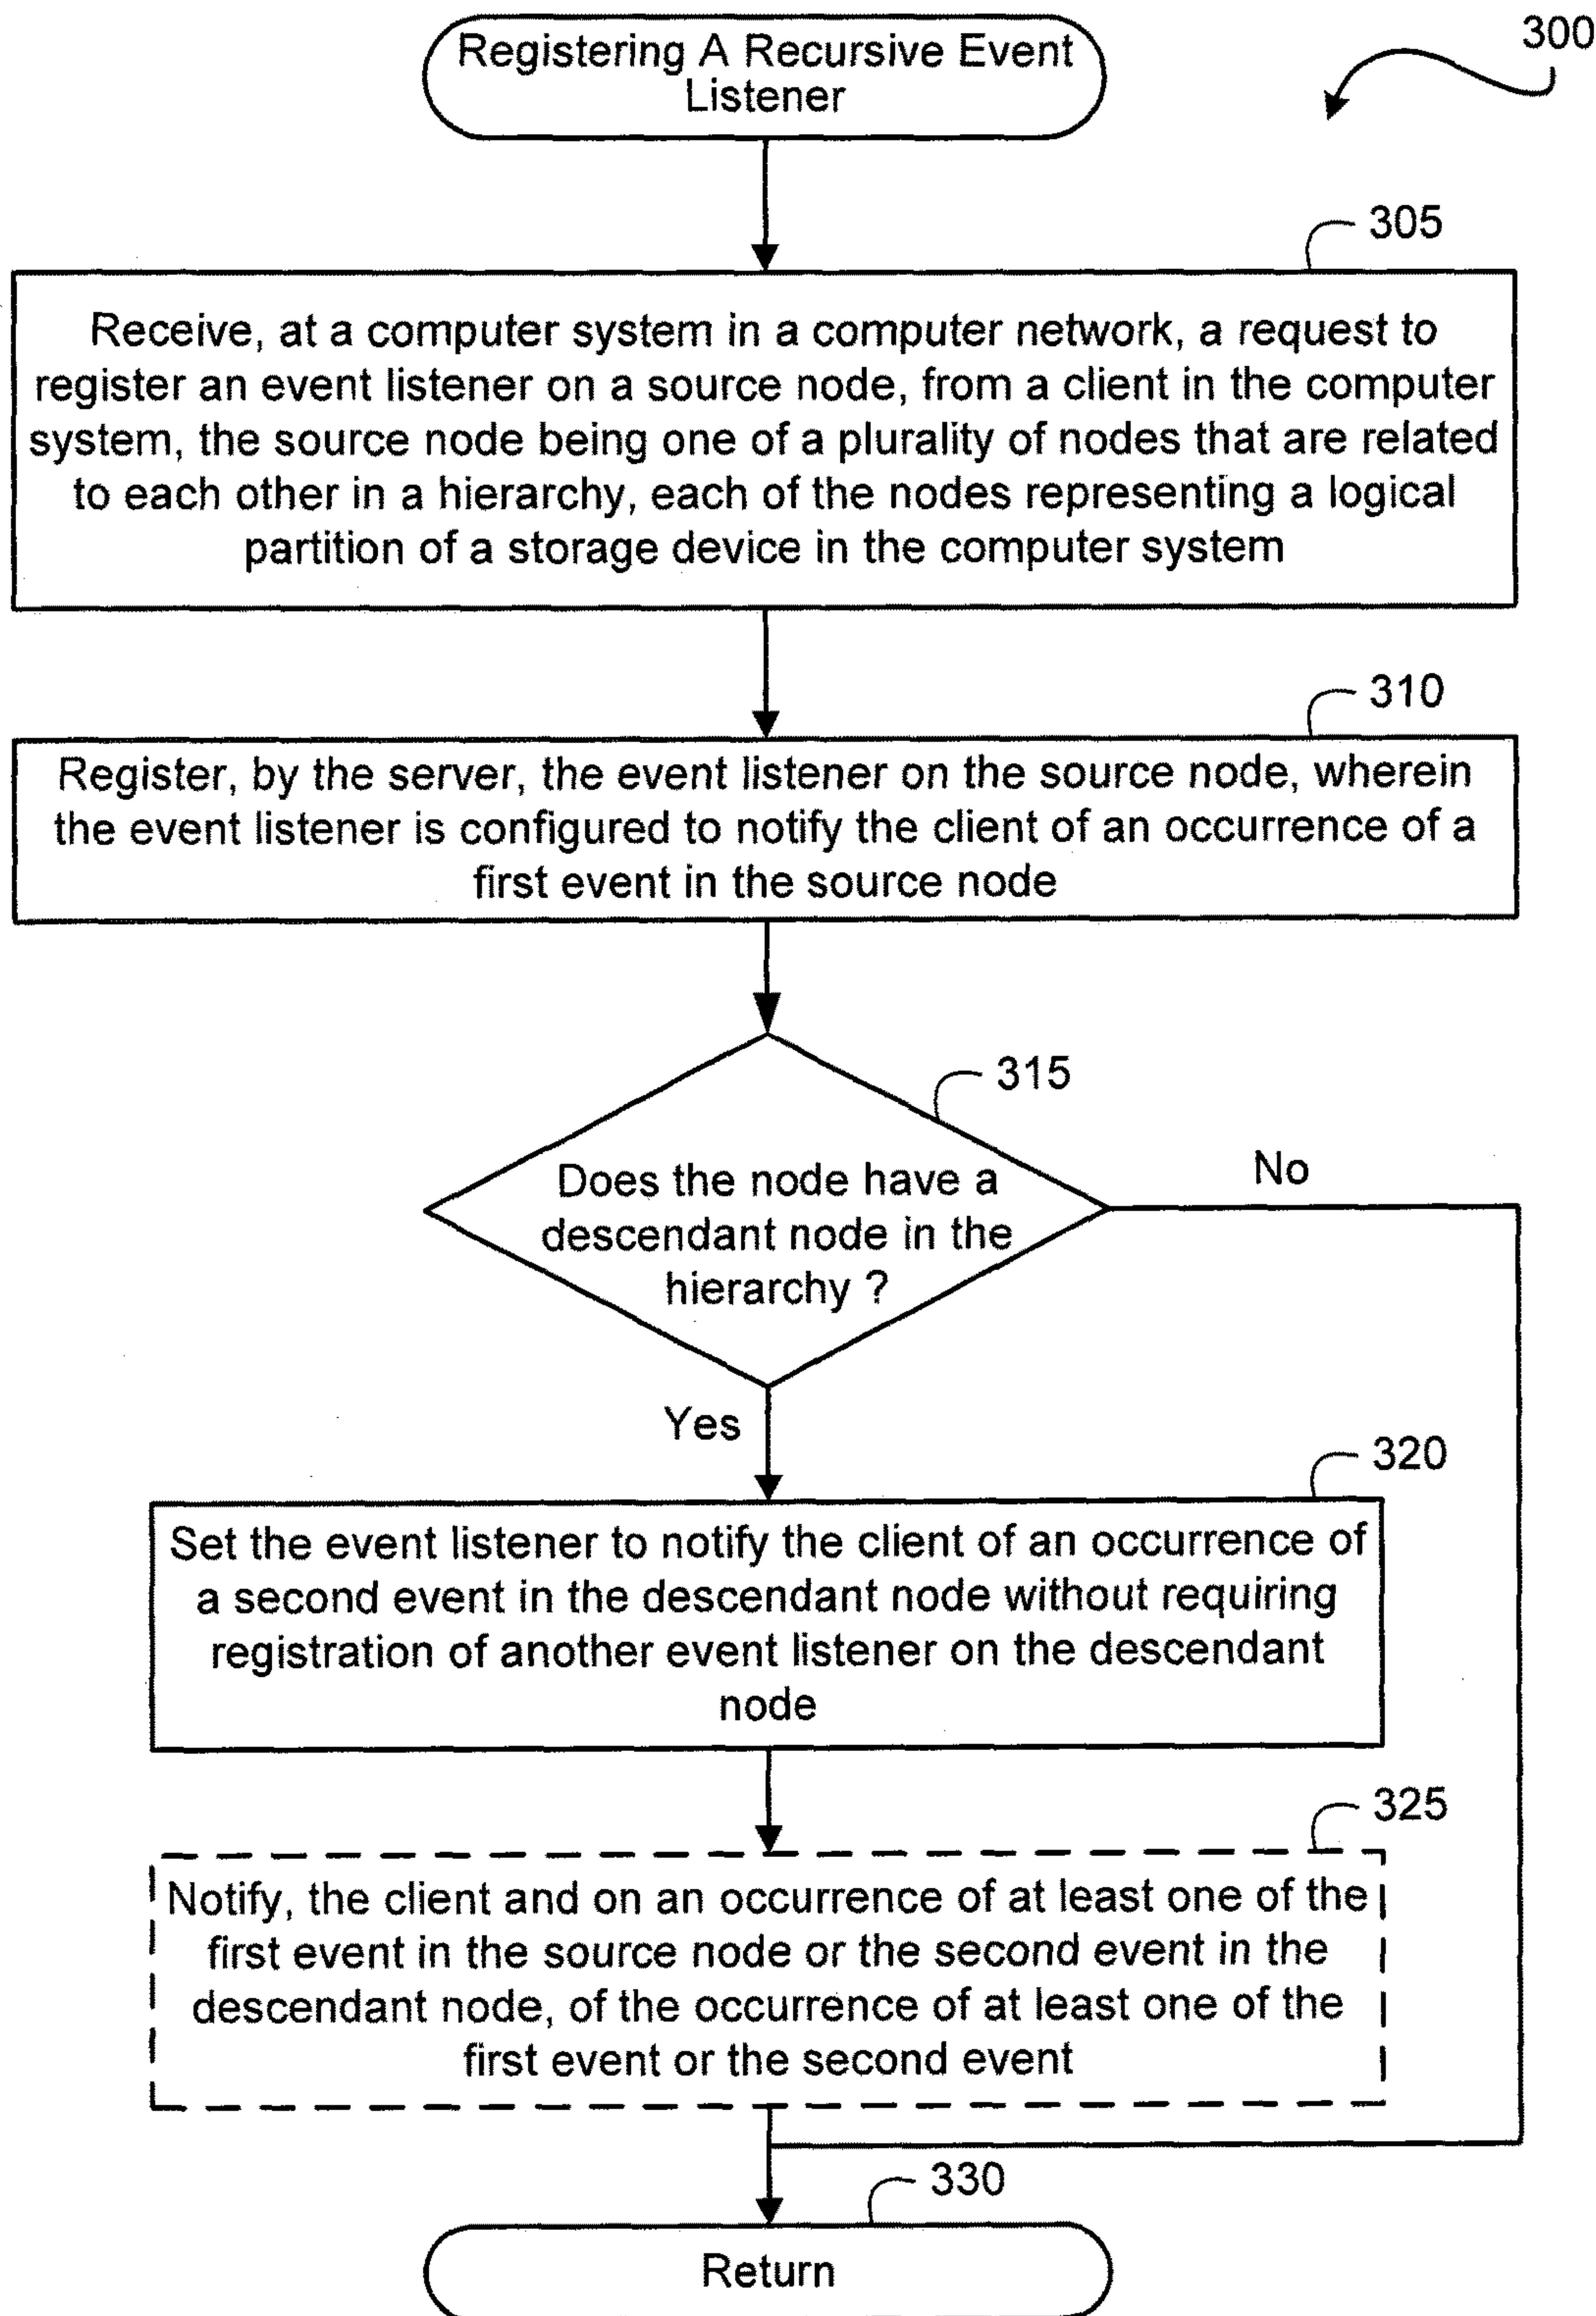 Registering A Recursive Event
Listener
300
305
Receive, at a computer system in a computer network, a request to
register an event listener on a source node, from a client in the computer
system, the source node being one of a plurality of nodes that are related
to each other in a hierarchy, each of the nodes representing a logical
partition of a storage device in the computer system
310
Register, by the server, the event listener on the source node, wherein
the event listener is configured to notify the client of an occurrence of a
first event in the source node
315
Does the node have a
descendant node in the
hierarchy ?
No
Yes
320
Set the event listener to notify the client of an occurrence of
a second event in the descendant node without requiring
registration of another event listener on the descendant
node
325
Notify, the client and on an occurrence of at least one of the
first event in the source node or the second event in the
descendant node, of the occurrence of at least one of the
first event or the second event
330
Return